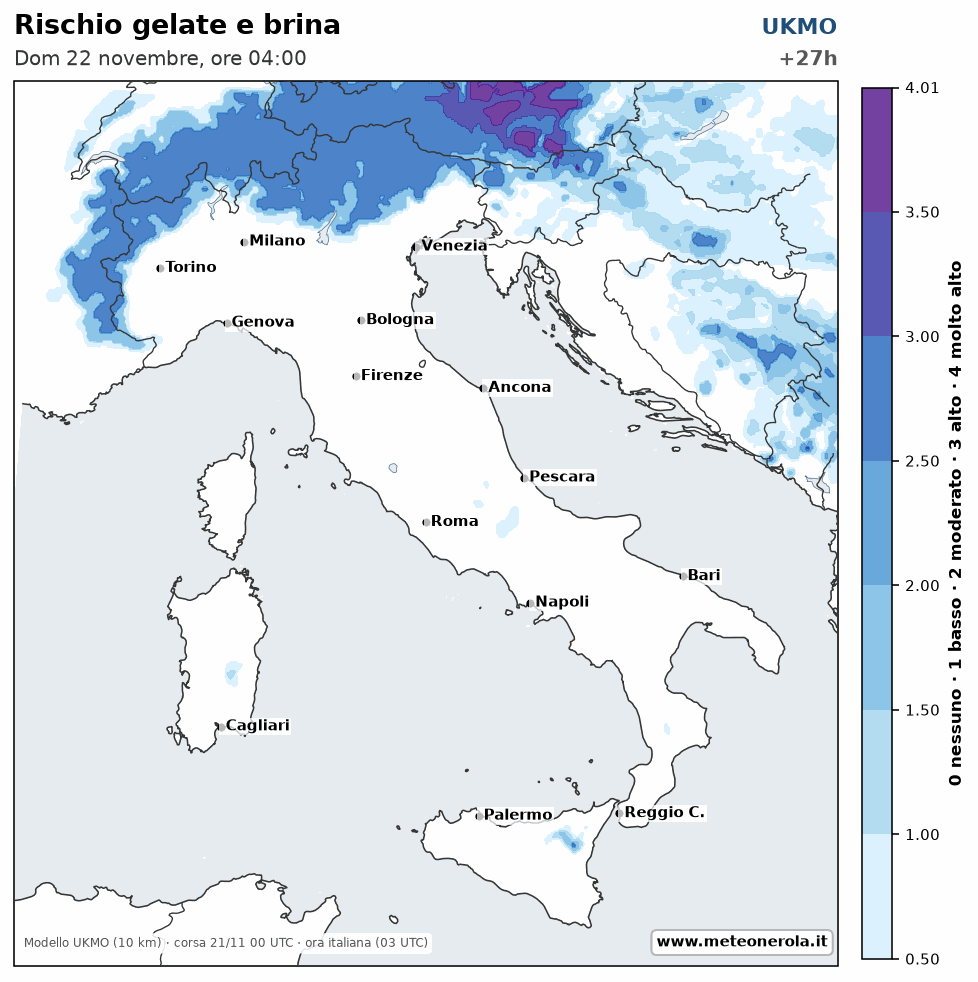 Rischio gelate e brina
UKMO
Dom 22 novembre, ore 04:00
+27h
4.01
3.50
3.00
2.50
2.00
1.50
1.00
0.50
0 nessuno · 1 basso · 2 moderato · 3 alto · 4 molto alto
Milano
Venezia
Torino
Bologna
Genova
Firenze
Ancona
Pescara
Roma
Bari
Napoli
Cagliari
Reggio C.
Palermo
Modello UKMO (10 km) · corsa 21/11 00 UTC · ora italiana (03 UTC)
www.meteonerola.it